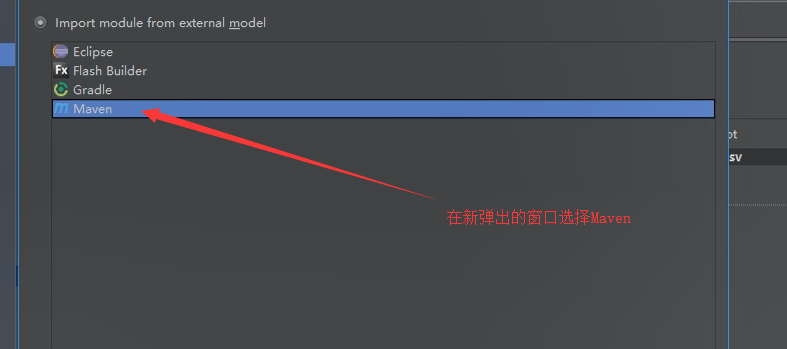 Import module from external model
Eclipse
Fx Flash Builder
Gradle
m Maven
ot
sv
在新弹出的窗口选择Maven